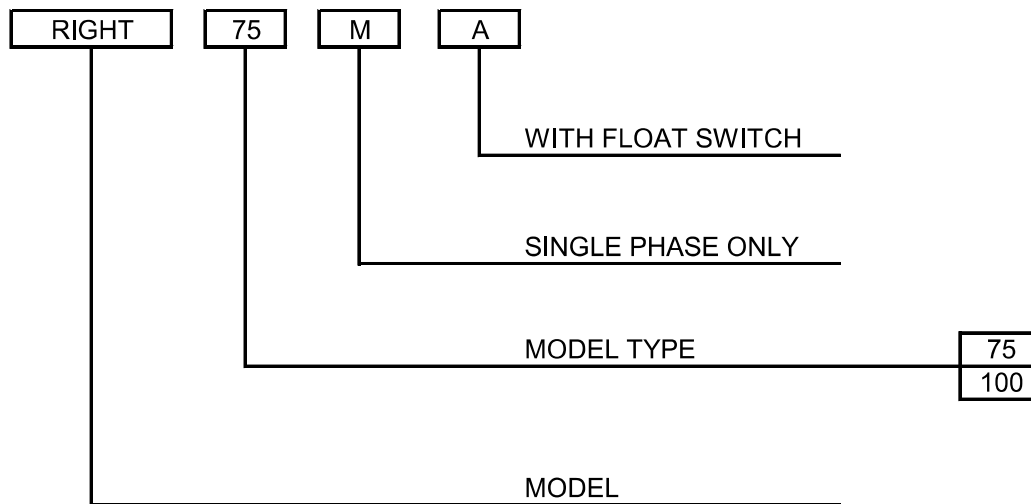 RIGHT 75 M A
WITH FLOAT SWITCH
SINGLE PHASE ONLY
MODEL TYPE 75
100
MODEL